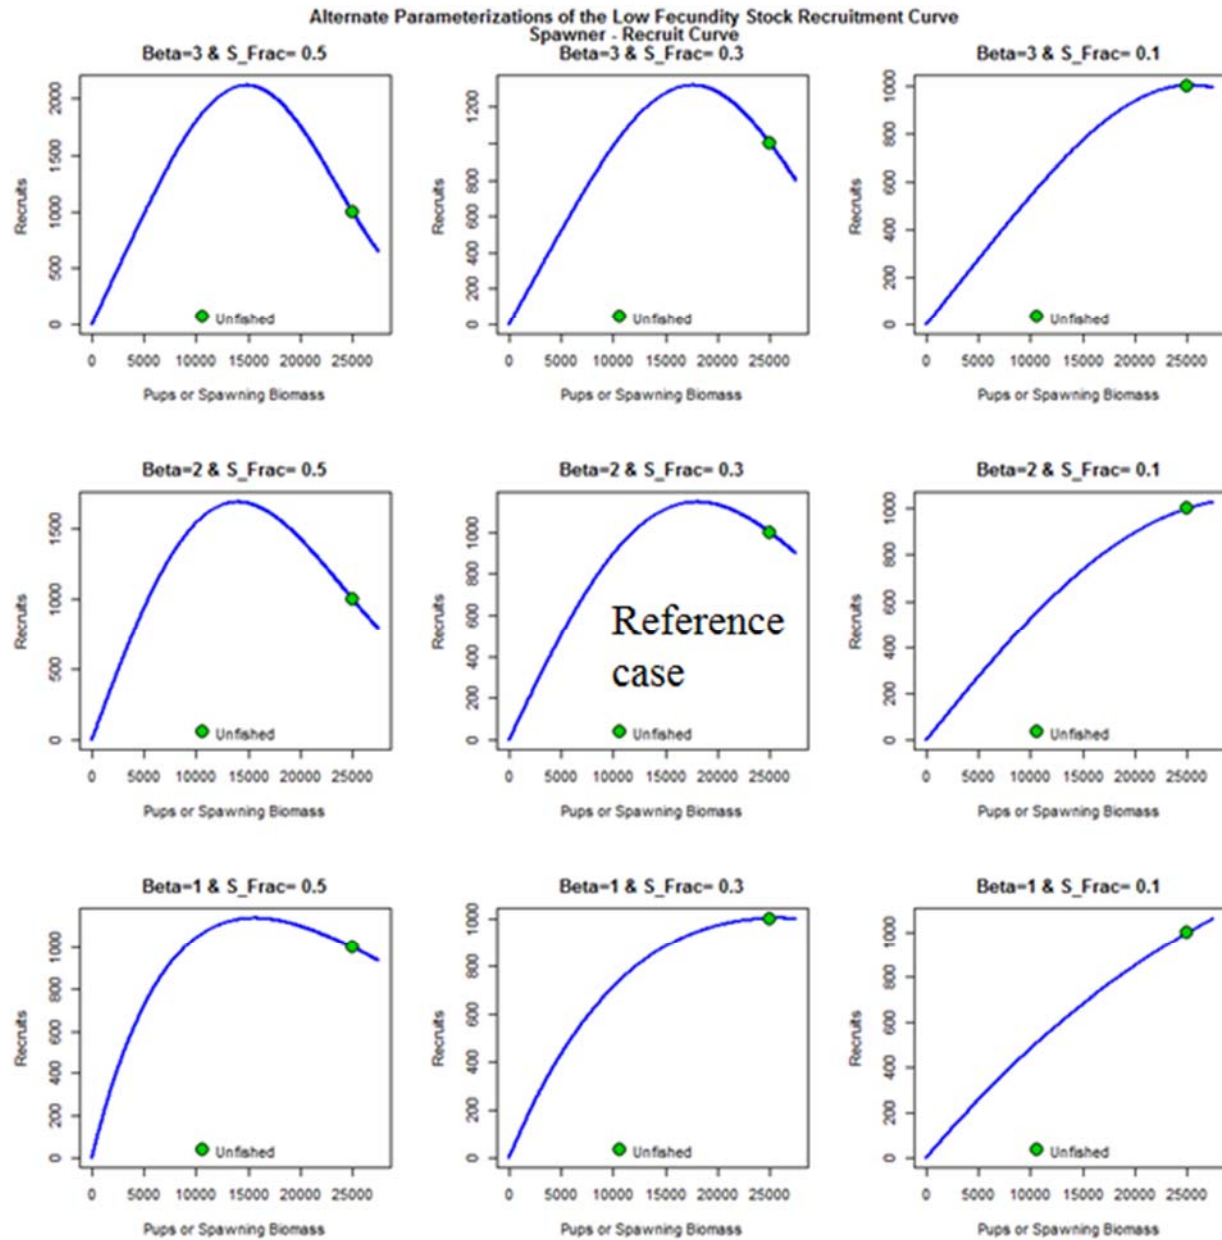 Alternate Parameterizations of the Low Fecundity Stock Recruitment Curve
Spawner - Recruit Curve
Beta=3 & S_Frac= 0.5
Recruits
2000
1500
1000
500
0
Unfished
0 5000 10000 15000 20000 25000
Pups or Spawning Biomass
Beta=3 & S_Frac= 0.3
Recruits
1200
800
600
400
200
0
Unfished
0 5000 10000 15000 20000 25000
Pups or Spawning Biomass
Beta=3 & S_Frac= 0.1
Recruits
1000
800
600
400
200
0
Unfished
0 5000 10000 15000 20000 25000
Pups or Spawning Biomass
Beta=2 & S_Frac= 0.5
Recruits
1500
1000
500
0
Unfished
0 5000 10000 15000 20000 25000
Pups or Spawning Biomass
Beta=2 & S_Frac= 0.3
Recruits
1000
800
600
400
200
0
Reference
case
Unfished
0 5000 10000 15000 20000 25000
Pups or Spawning Biomass
Beta=2 & S_Frac= 0.1
Recruits
1000
800
600
400
200
0
Unfished
0 5000 10000 15000 20000 25000
Pups or Spawning Biomass
Beta=1 & S_Frac= 0.5
Recruits
1000
800
600
400
200
0
Unfished
0 5000 10000 15000 20000 25000
Pups or Spawning Biomass
Beta=1 & S_Frac= 0.3
Recruits
1000
800
600
400
200
0
Unfished
0 5000 10000 15000 20000 25000
Pups or Spawning Biomass
Beta=1 & S_Frac= 0.1
Recruits
1000
800
600
400
200
0
Unfished
0 5000 10000 15000 20000 25000
Pups or Spawning Biomass